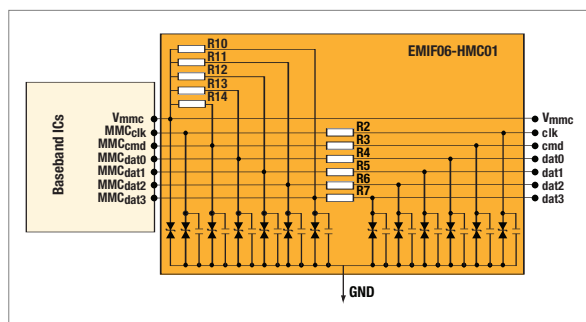 R10
R11
R12
R13
R14
EMIF06-HMC01
Baseband ICs
Vmmc
MMCclk
MMCcmd
MMCdat0
MMCdat1
MMCdat2
MMCdat3
R2
R3
R4
R5
R6
R7
Vmmc
clk
cmd
dat0
dat1
dat2
dat3
GND